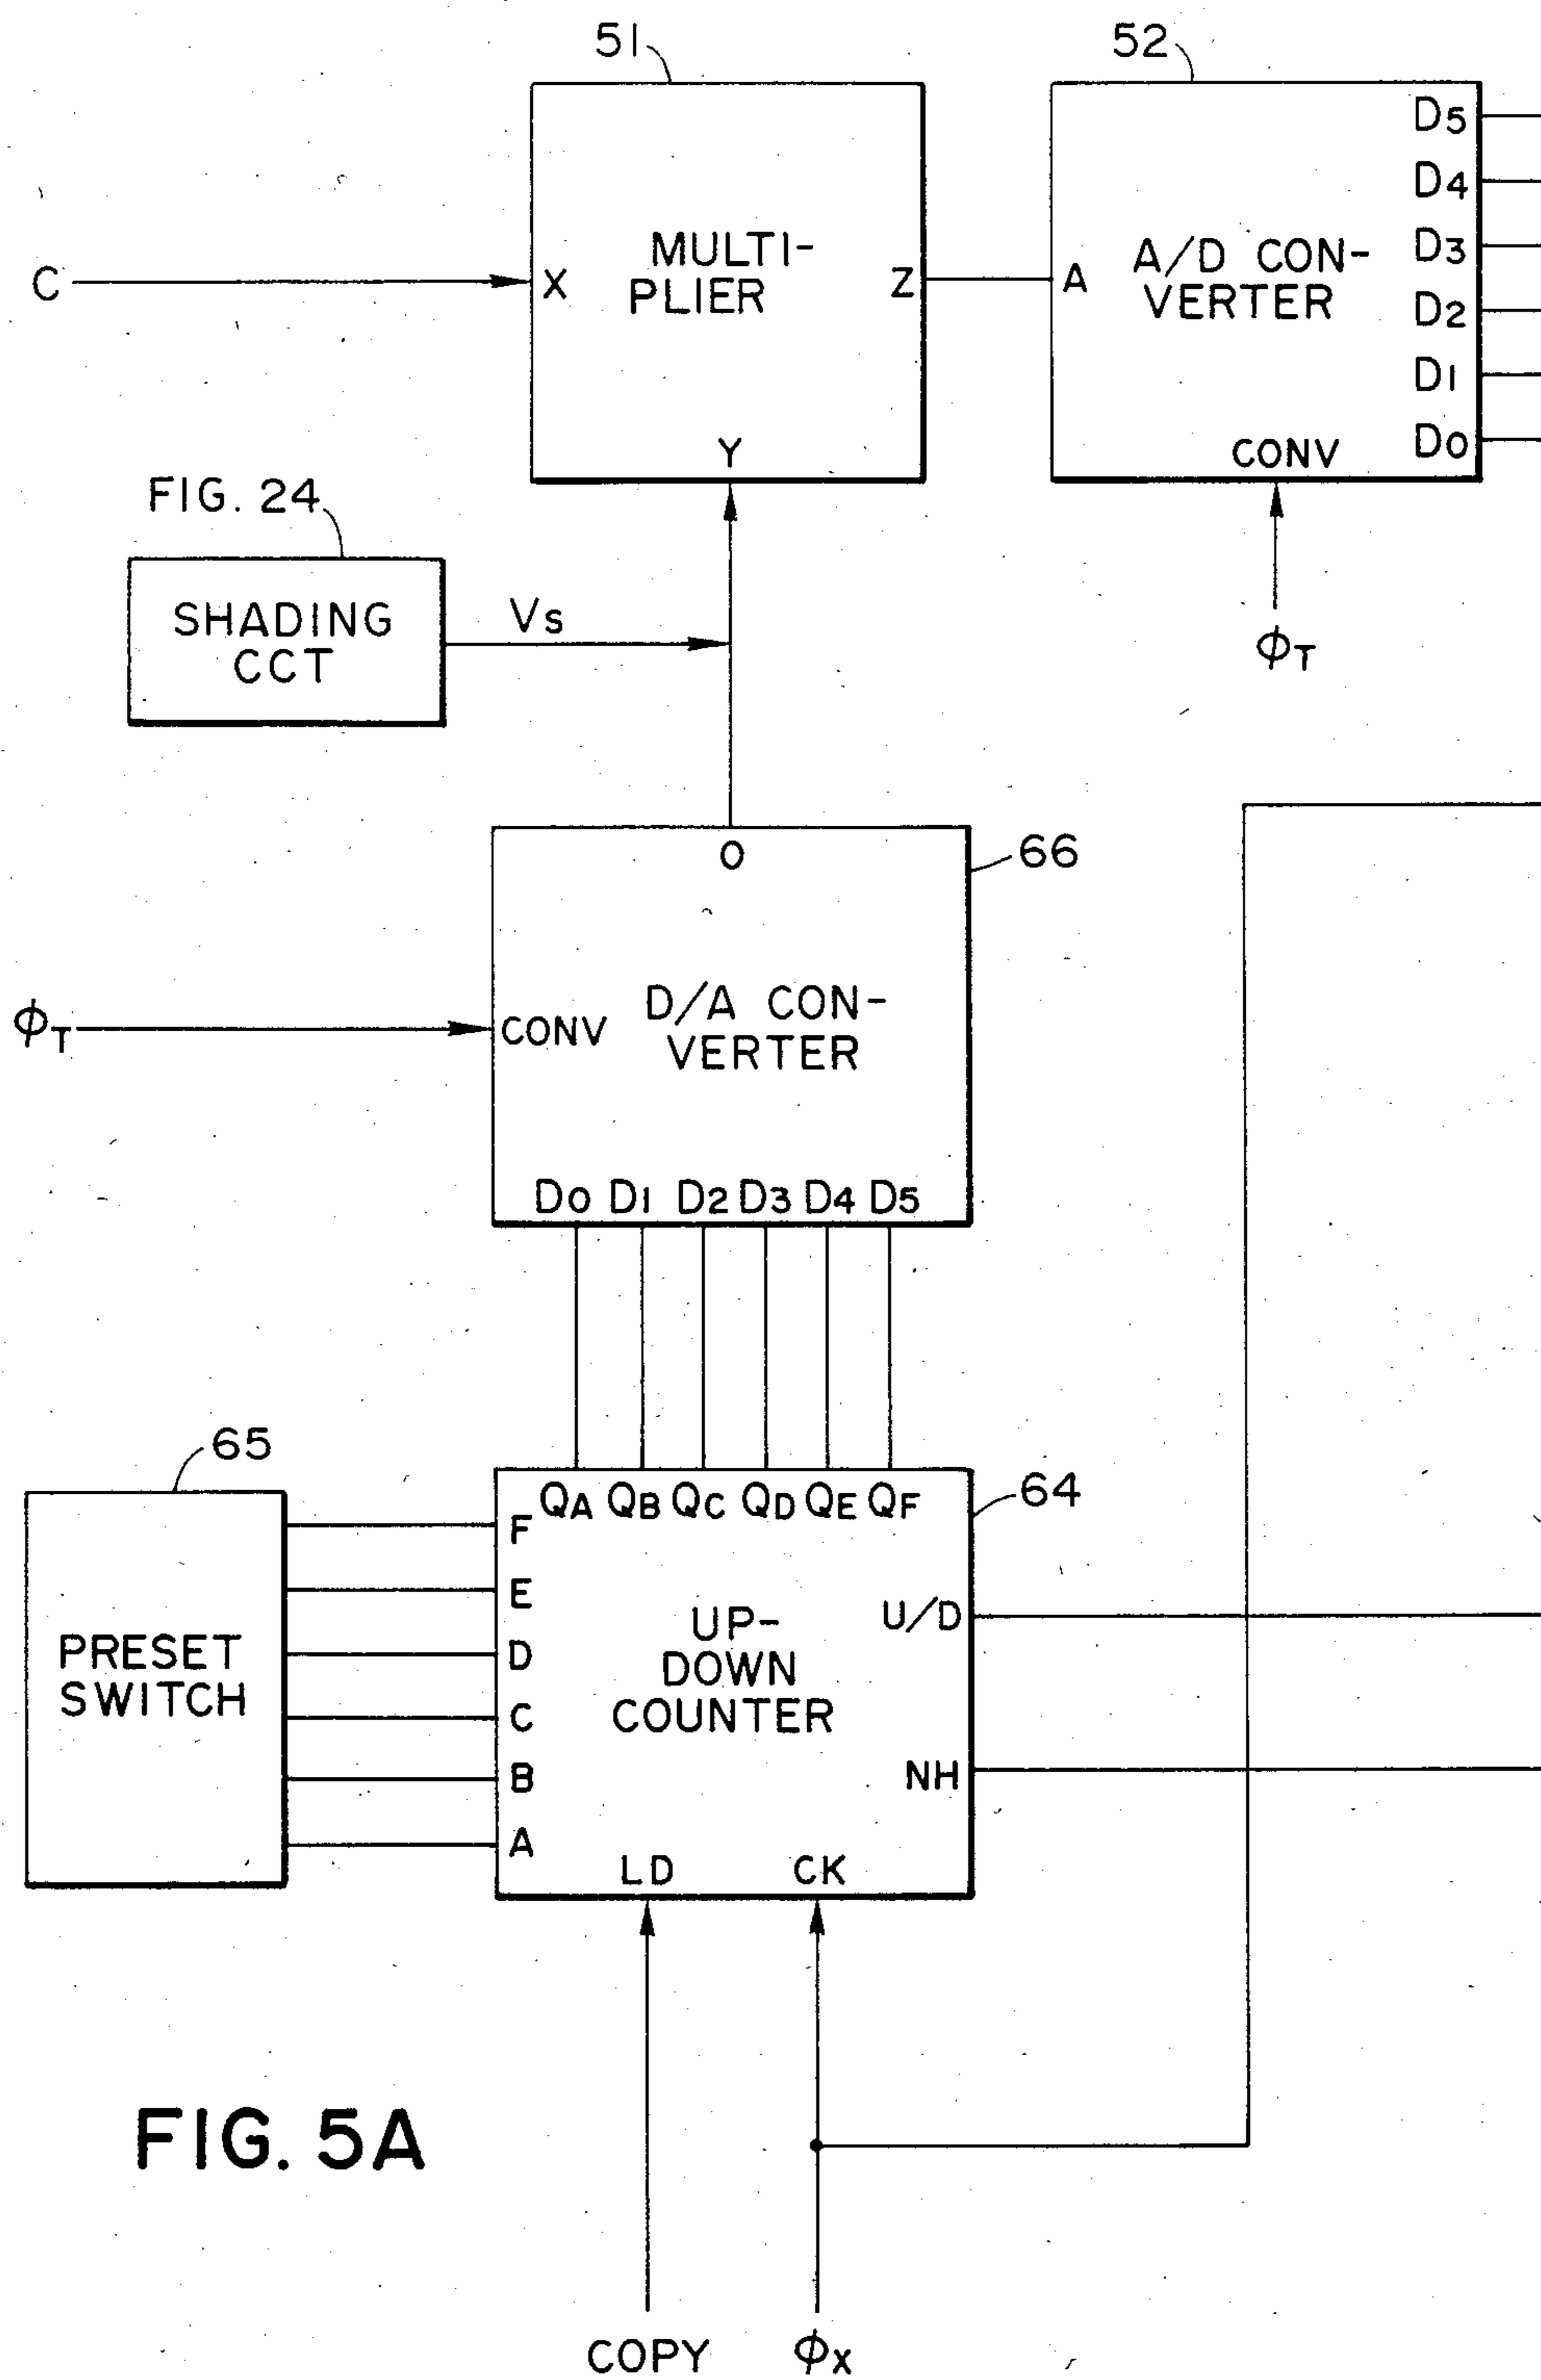 51
52
MULTI-
PLIER
C
X
Z
Y
A
A/D CON-
VERTER
D5
D4
D3
D2
D1
D0
CONV
ϕT
FIG. 24
SHADING
CCT
Vs
O
66
ϕT
CONV
D/A CON-
VERTER
D0 D1 D2 D3 D4 D5
65
PRESET
SWITCH
64
QA QB QC QD QE QF
F
E
D
C
B
A
UP-
DOWN
COUNTER
U/D
NH
LD
CK
FIG. 5A
COPY
ϕX